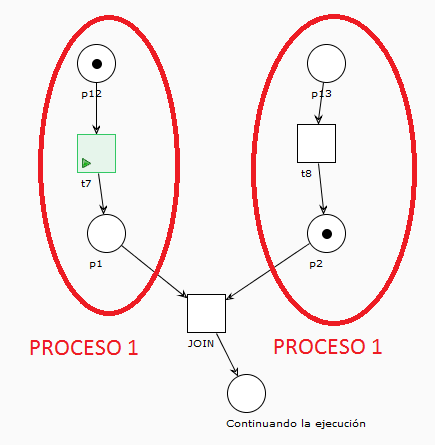 p12
p13
t7
t8
p1
p2
JOIN
PROCESO 1
PROCESO 1
Continuando la ejecución